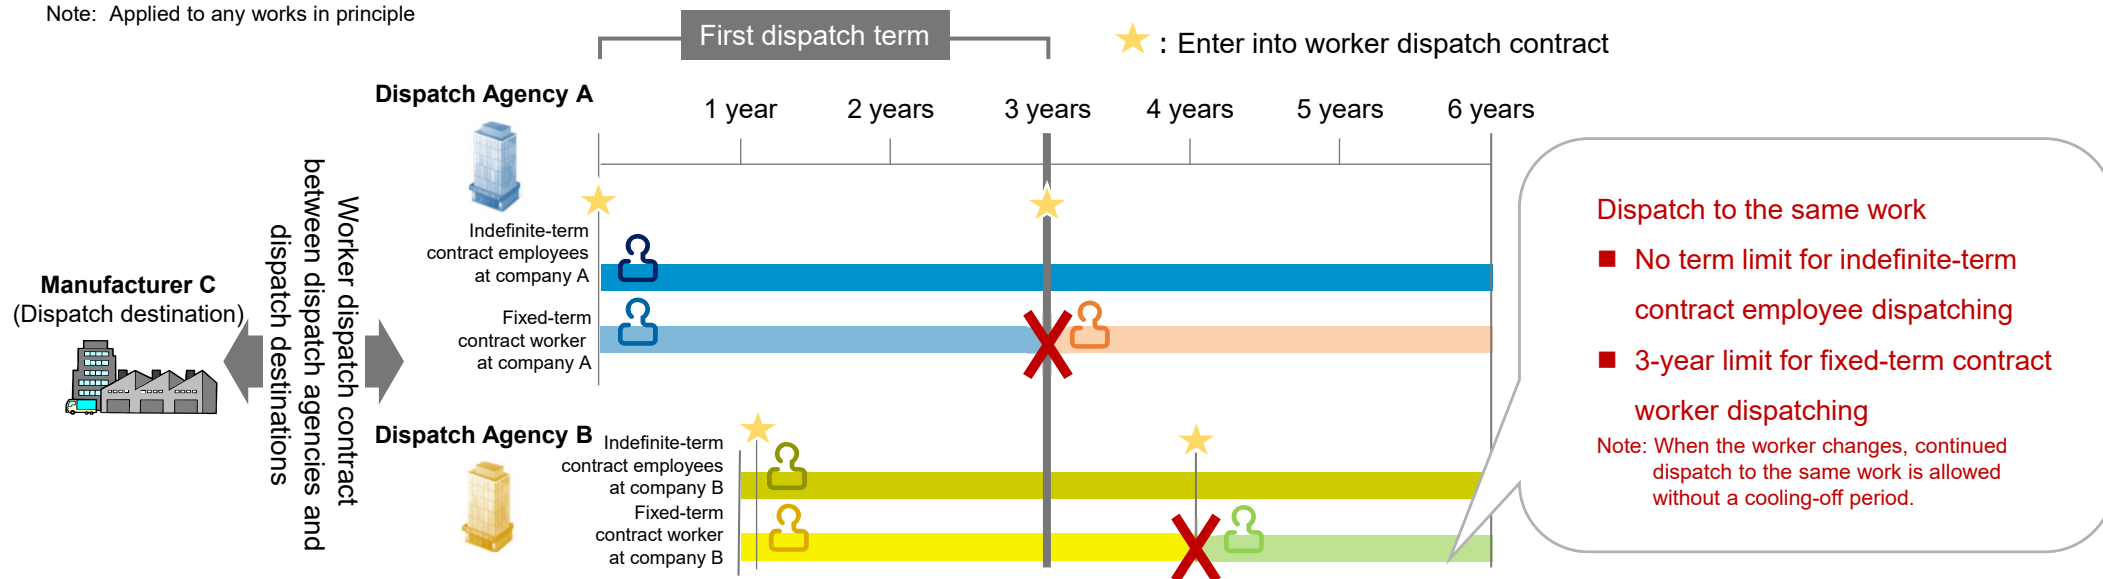 Note: Applied to any works in principle
First dispatch term
: Enter into worker dispatch contract
Dispatch Agency A
1 year
2 years
3 years
4 years
5 years
6 years
Indefinite-term
contract employees
at company A
Fixed-term
contract worker
at company A
Manufacturer C
(Dispatch destination)
Worker dispatch contract
between dispatch agencies and
dispatch destinations
Dispatch Agency B
Indefinite-term
contract employees
at company B
Fixed-term
contract worker
at company B
Dispatch to the same work
■ No term limit for indefinite-term
contract employee dispatching
■ 3-year limit for fixed-term contract
worker dispatching
Note: When the worker changes, continued
dispatch to the same work is allowed
without a cooling-off period.